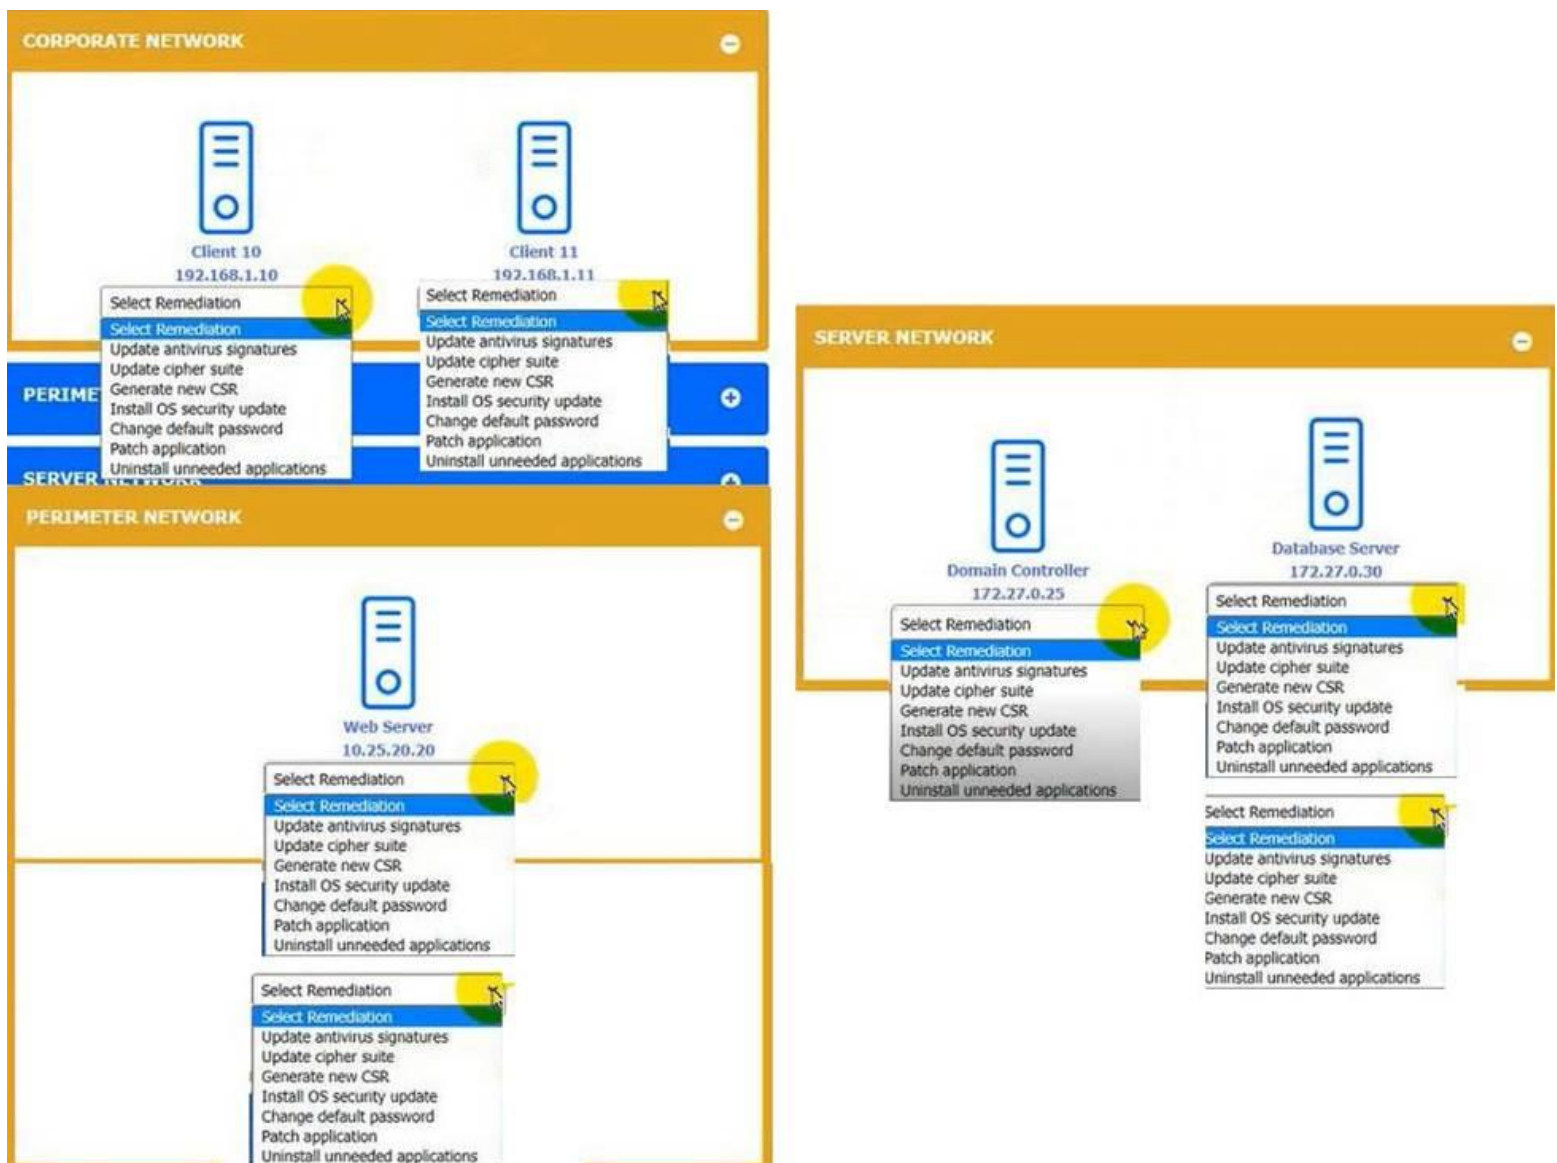 CORPORATE NETWORK
Client 10
192.168.1.10
Select Remediation
Select Remediation
Update antivirus signatures
Update cipher suite
Generate new CSR
Install OS security update
Change default password
Patch application
Uninstall unneeded applications
Client 11
192.168.1.11
Select Remediation
Select Remediation
Update antivirus signatures
Update cipher suite
Generate new CSR
Install OS security update
Change default password
Patch application
Uninstall unneeded applications
PERIME
SERVER NETWORK
PERIMETER NETWORK
Web Server
10.25.20.20
Select Remediation
Select Remediation
Update antivirus signatures
Update cipher suite
Generate new CSR
Install OS security update
Change default password
Patch application
Uninstall unneeded applications
Select Remediation
Select Remediation
Update antivirus signatures
Update cipher suite
Generate new CSR
Install OS security update
Change default password
Patch application
Uninstall unneeded applications
SERVER NETWORK
Domain Controller
172.27.0.25
Select Remediation
Select Remediation
Update antivirus signatures
Update cipher suite
Generate new CSR
Install OS security update
Change default password
Patch application
Uninstall unneeded applications
Database Server
172.27.0.30
Select Remediation
Select Remediation
Update antivirus signatures
Update cipher suite
Generate new CSR
Install OS security update
Change default password
Patch application
Uninstall unneeded applications
Select Remediation
Select Remediation
Update antivirus signatures
Update cipher suite
Generate new CSR
Install OS security update
Change default password
Patch application
Uninstall unneeded applications